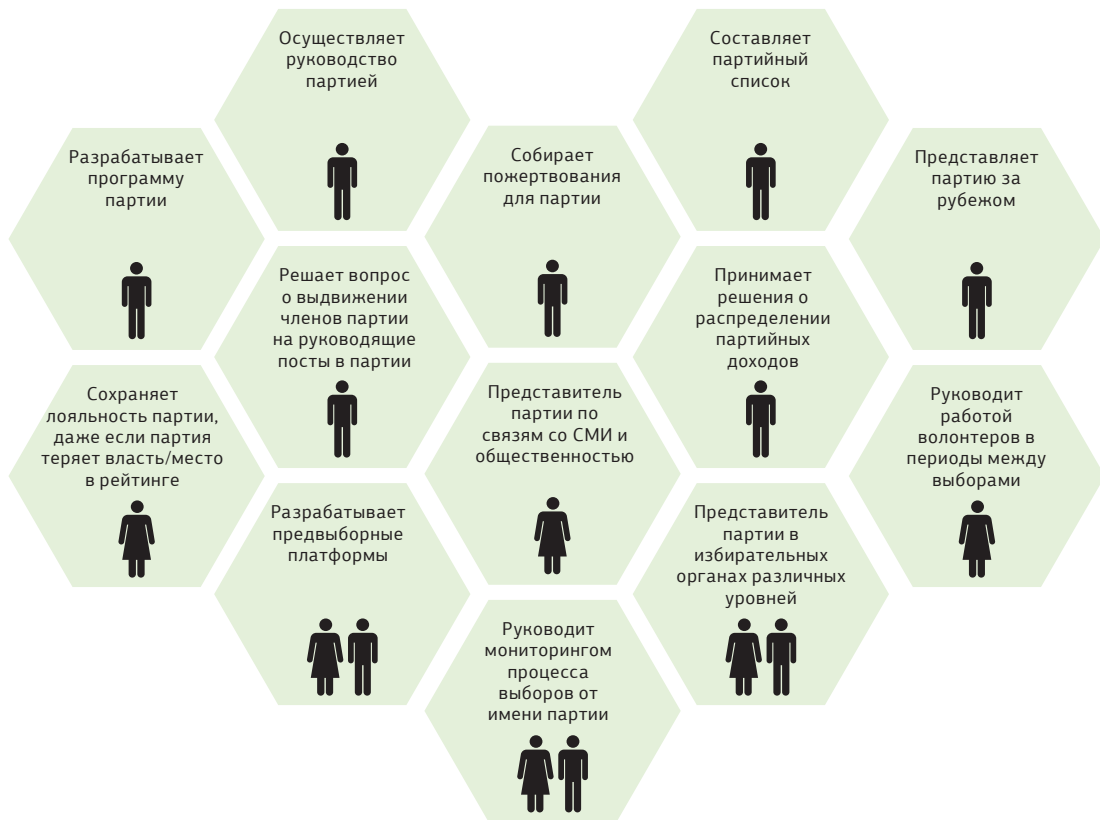 Осуществляет
руководство
партией
Составляет
партийный
список
Разрабатывает
программу
партии
Собирает
пожертвования
для партии
Представляет
партию за
рубежом
Решает вопрос
о выдвижении
членов партии
на руководящие
посты в партии
Принимает
решения о
распределении
партийных
доходов
Сохраняет
лояльность партии,
даже если партия
теряет власть/место
в рейтинге
Представитель
партии по
связям со СМИ и
общественностью
Руководит
работой
волонтеров в
периоды между
выборами
Разрабатывает
предвыборные
платформы
Представитель
партии в
избирательных
органах различных
уровней
Руководит
мониторингом
процесса
выборов от
имени партии